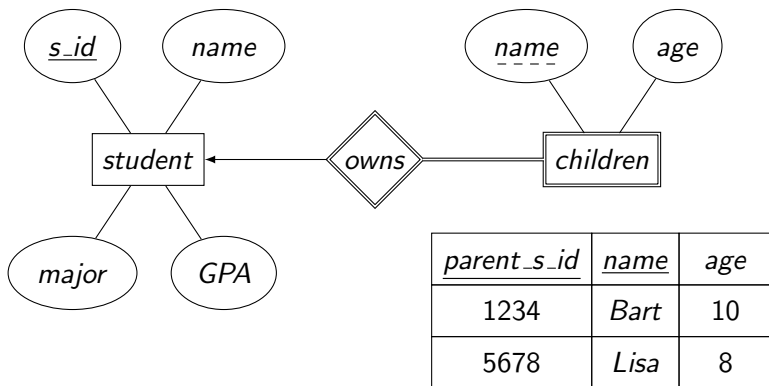 s_id name name age
student owns children
major GPA
parent_s_id name age
1234 Bart 10
5678 Lisa 8